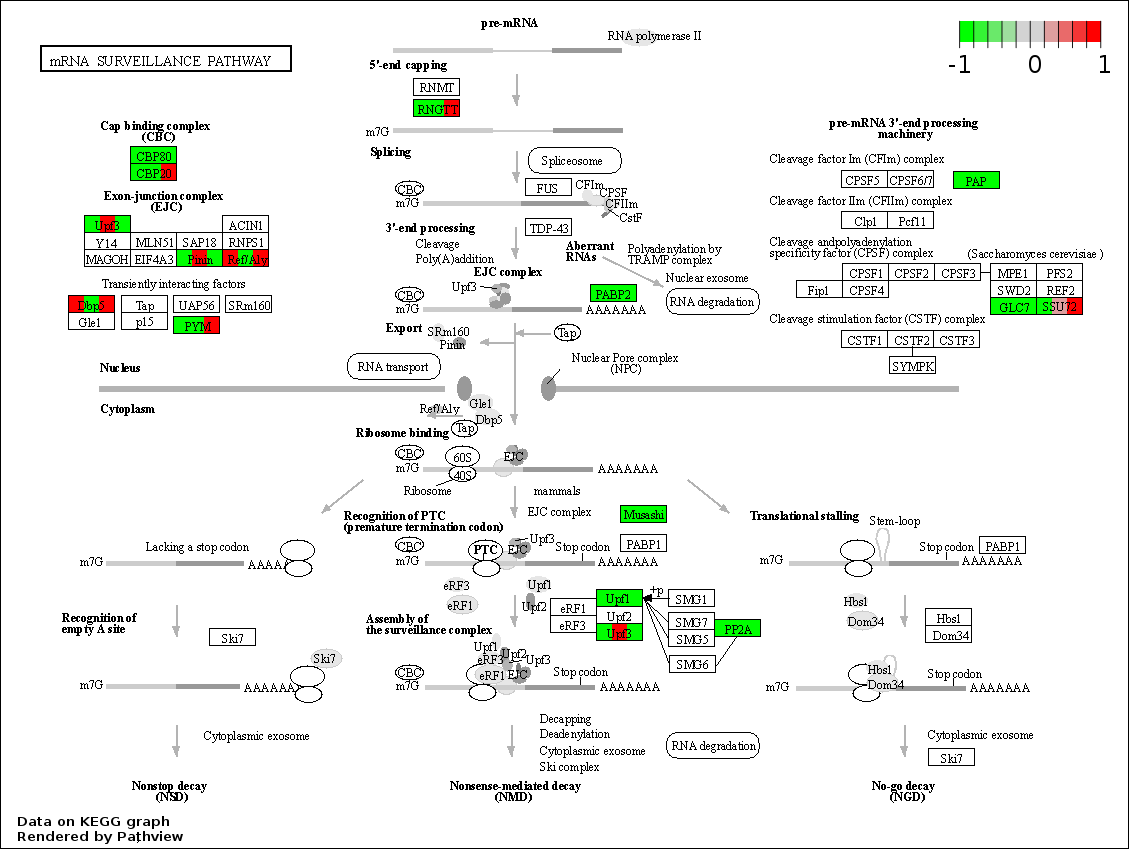 pre-mRNA
RNA polymerase II
-1 0 1
mRNA SURVEILLANCE PATHWAY
5'-end capping
RNMT
RNGTT
m7G
Cap binding complex
(CBC)
CBP80
CBP20
Exon-junction complex
(EJC)
Upf3
ACIN1
Y14
MLN51
SAP18
RNPS1
MAGOH
EIF4A3
Pinin
Ref/Aly
Transiently interacting factors
Dbp5
Tap
UAP56
SRm160
Gle1
p15
PYM
Splicing
Spliceosome
CBC
m7G
FUS
CFIm
CPSF
CFIIm
CstF
3'-end processing
TDP-43
Cleavage
Poly(A)addition
Aberrant
RNAs
Polyadenylation by
TRAMP complex
Nuclear exosome
RNA degradation
EJC complex
Upf3
CBC
m7G
PABP2
AAAAAAA
Export
SRm160
Pinin
Tap
pre-mRNA 3'-end processing
machinery
Cleavage factor Im (CFIm) complex
CPSF5
CPSF6/7
PAP
Cleavage factor IIm (CFIIm) complex
Clp1
Pcf11
Cleavage andpolyadenylation
specificity factor (CPSF) complex
(Saccharomyces cerevisiae )
CPSF1
CPSF2
CPSF3
MPE1
PFS2
Fip1
CPSF4
SWD2
REF2
GLC7
SSU72
Cleavage stimulation factor (CSTF) complex
CSTF1
CSTF2
CSTF3
SYMPK
RNA transport
Nuclear Pore complex
(NPC)
Nucleus
Cytoplasm
Ref/Aly
Gle1
Dbp5
Tap
Ribosome binding
CBC
m7G
60S
40S
EJC
AAAAAAA
Ribosome
mammals
EJC complex
Recognition of PTC
(premature termination codon)
Musashi
PABP1
CBC
m7G
PTC
EJC
Upf3
Stop codon
AAAAAAA
Lacking a stop codon
m7G
AAAAA
Translational stalling
Stem-loop
m7G
Stop codon
PABP1
AAAAAAA
Recognition of
empty A site
Ski7
eRF3
eRF1
Upf1
Upf2
Assembly of
the surveillance complex
eRF1
eRF3
Upf1
Upf2
Upf3
+p
SMG1
SMG7
SMG5
SMG6
PP2A
Hbs1
Dom34
Hbs1
Dom34
Ski7
m7G
AAAAAAA
Upf1
Upf2
eRF3
Upf3
eRF1
EJC
CBC
m7G
Stop codon
AAAAAAA
Hbs1
Dom34
m7G
Stop codon
AAAAAAA
Cytoplasmic exosome
Decapping
Deadenylation
Cytoplasmic exosome
Ski complex
RNA degradation
Cytoplasmic exosome
Ski7
Nonstop decay
(NSD)
Nonsense-mediated decay
(NMD)
No-go decay
(NGD)
Data on KEGG graph
Rendered by Pathview